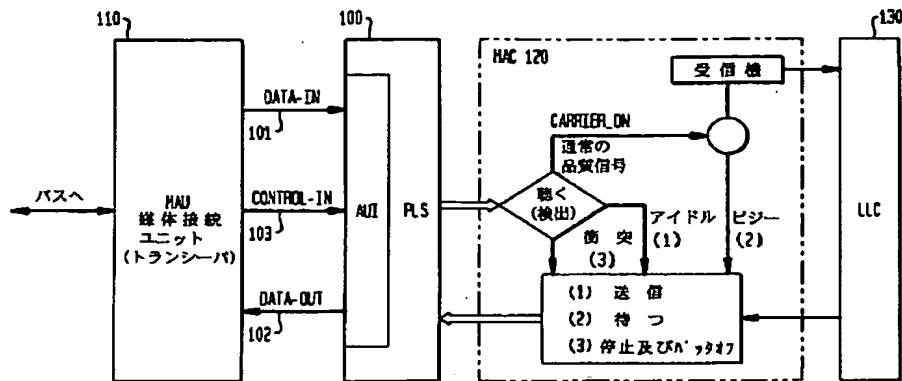 110
100
130
MAC 120
受信機
DATA-IN
101
CARRIER_ON
通常の
品質信号
バスへ
MAU
媒体接続
ユニット
(トランシーバ)
CONTROL-IN
103
AUI
PLS
聴く
(検出)
アイドル
(1)
ビジー
(2)
LLC
衝突
(3)
DATA-OUT
102
(1) 送信
(2) 待つ
(3) 停止及びバックオフ